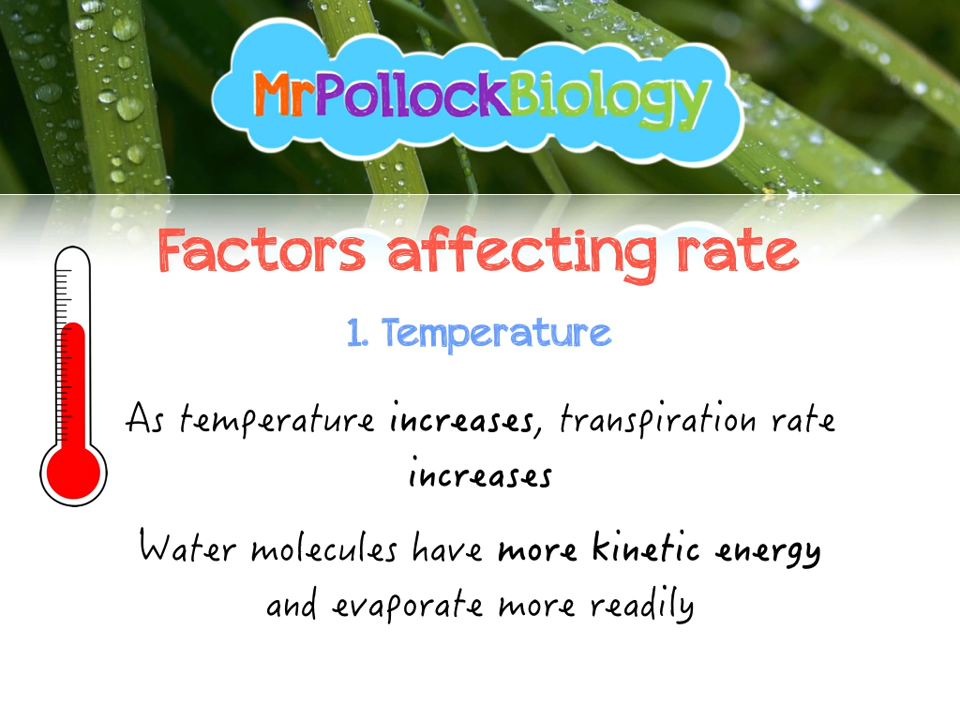 MrPollockBiology
Factors affecting rate
1. Temperature
As temperature increases, transpiration rate
increases
Water molecules have more kinetic energy
and evaporate more readily